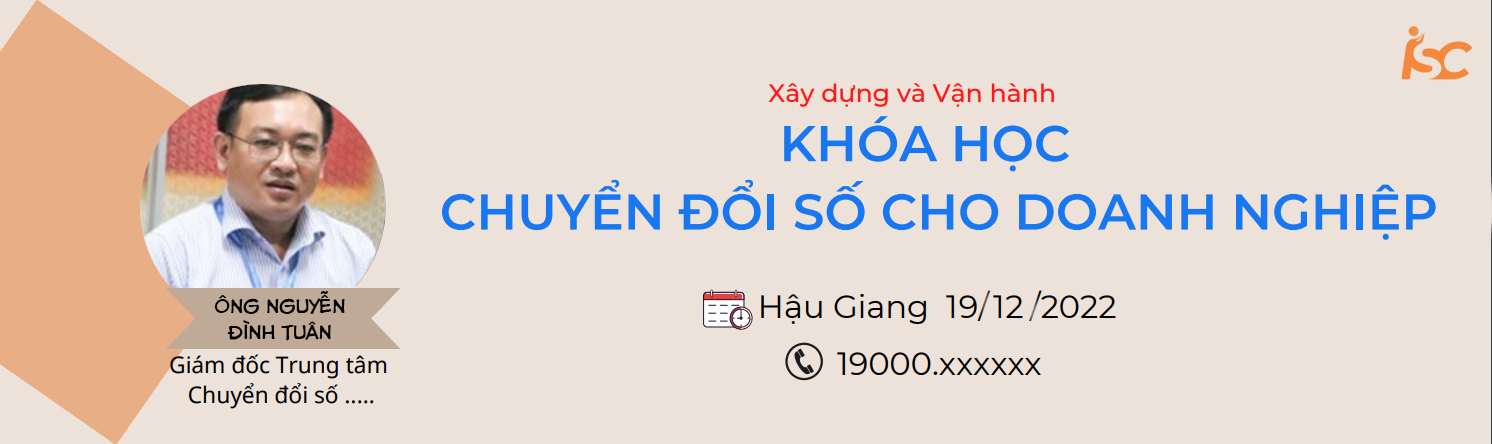 iSC
Xây dựng và Vận hành
KHÓA HỌC
CHUYỂN ĐỔI SỐ CHO DOANH NGHIỆP
Hậu Giang 19/12/2022
19000.xxxxxx
ÔNG NGUYỄN
ĐÌNH TUÂN
Giám đốc Trung tâm
Chuyển đổi số .....